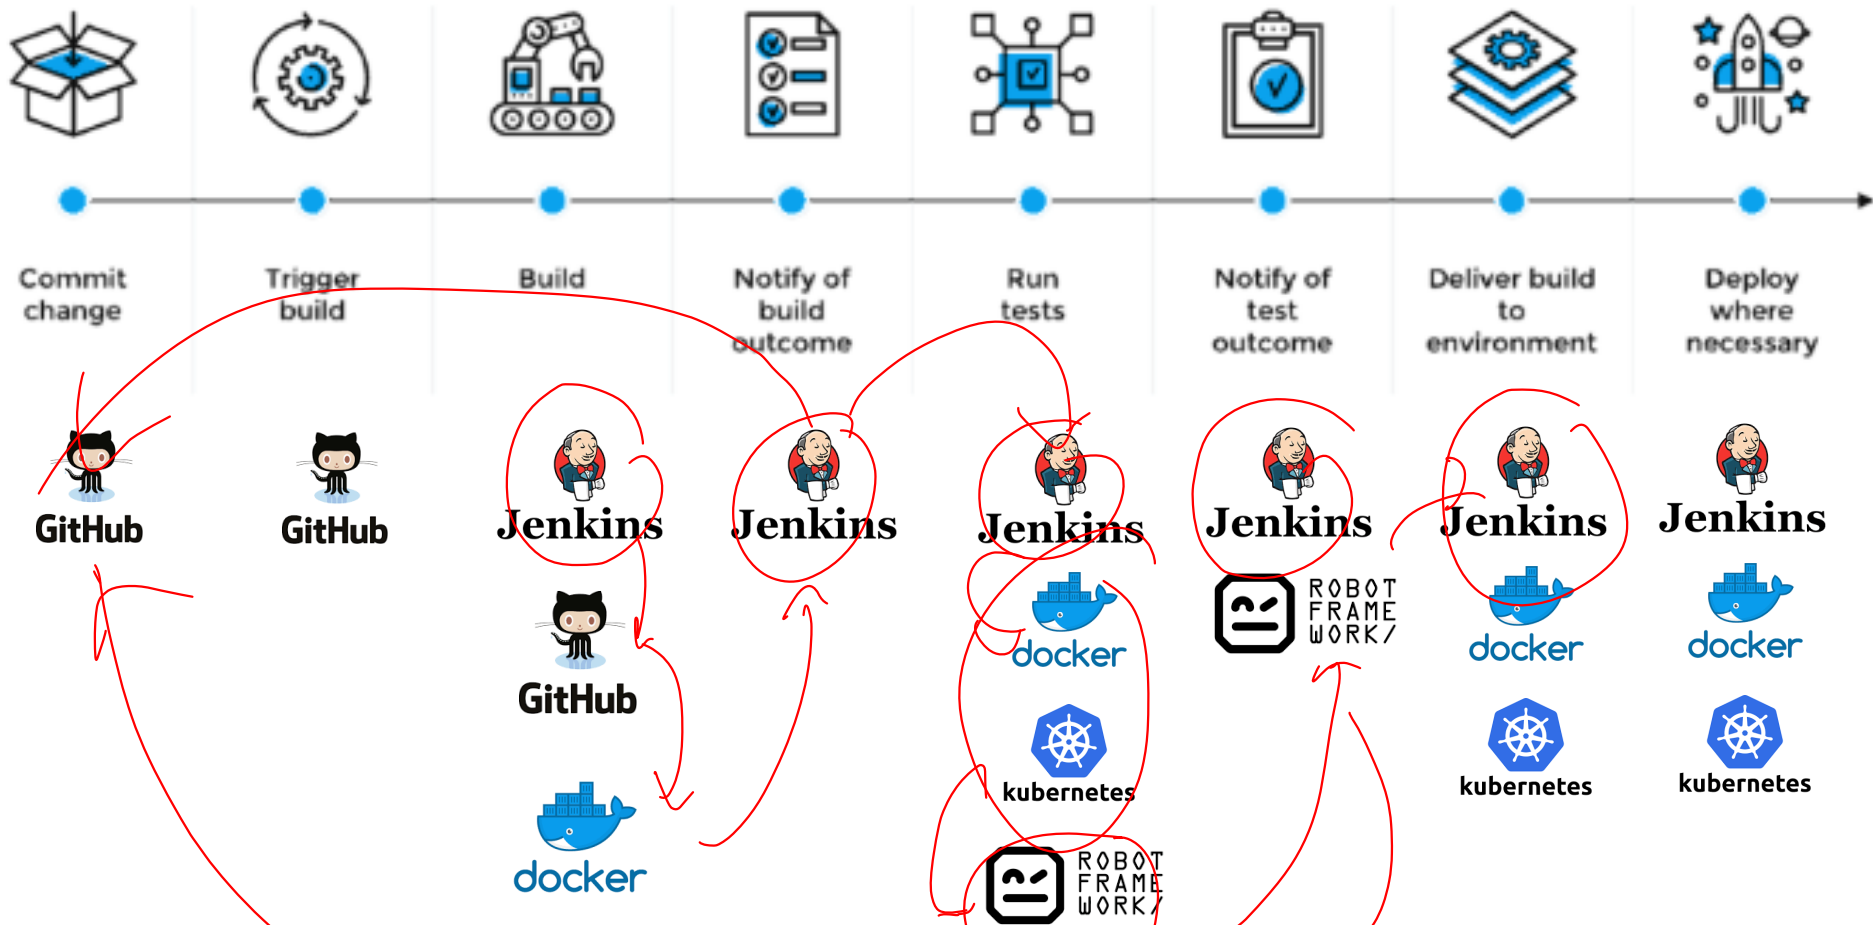 Commit
change
Trigger
build
Build
Notify of
build
outcome
Run
tests
Notify of
test
outcome
Deliver build
to
environment
Deploy
where
necessary
GitHub
GitHub
Jenkins
Jenkins
Jenkins
Jenkins
Jenkins
Jenkins
GitHub
docker
docker
kubernetes
ROBOT
FRAME
WORK/
ROBOT
FRAME
WORK/
docker
kubernetes
docker
kubernetes